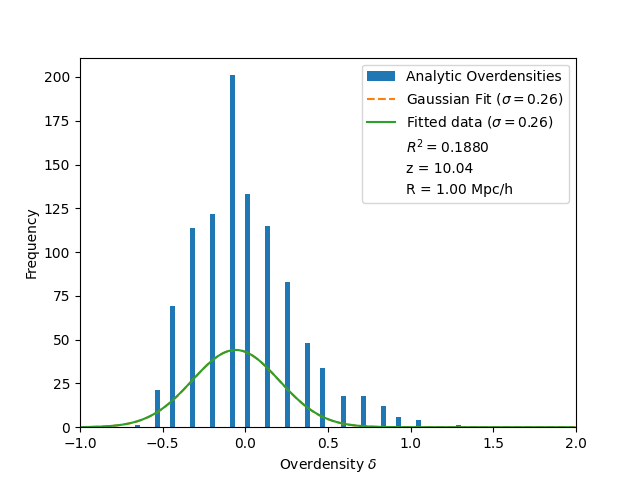 200
175
150
125
100
75
50
25
0
Frequency
Analytic Overdensities
Gaussian Fit (σ = 0.26)
Fitted data (σ = 0.26)
R² = 0.1880
z = 10.04
R = 1.00 Mpc/h
−1.0 −0.5 0.0 0.5 1.0 1.5 2.0
Overdensity δ